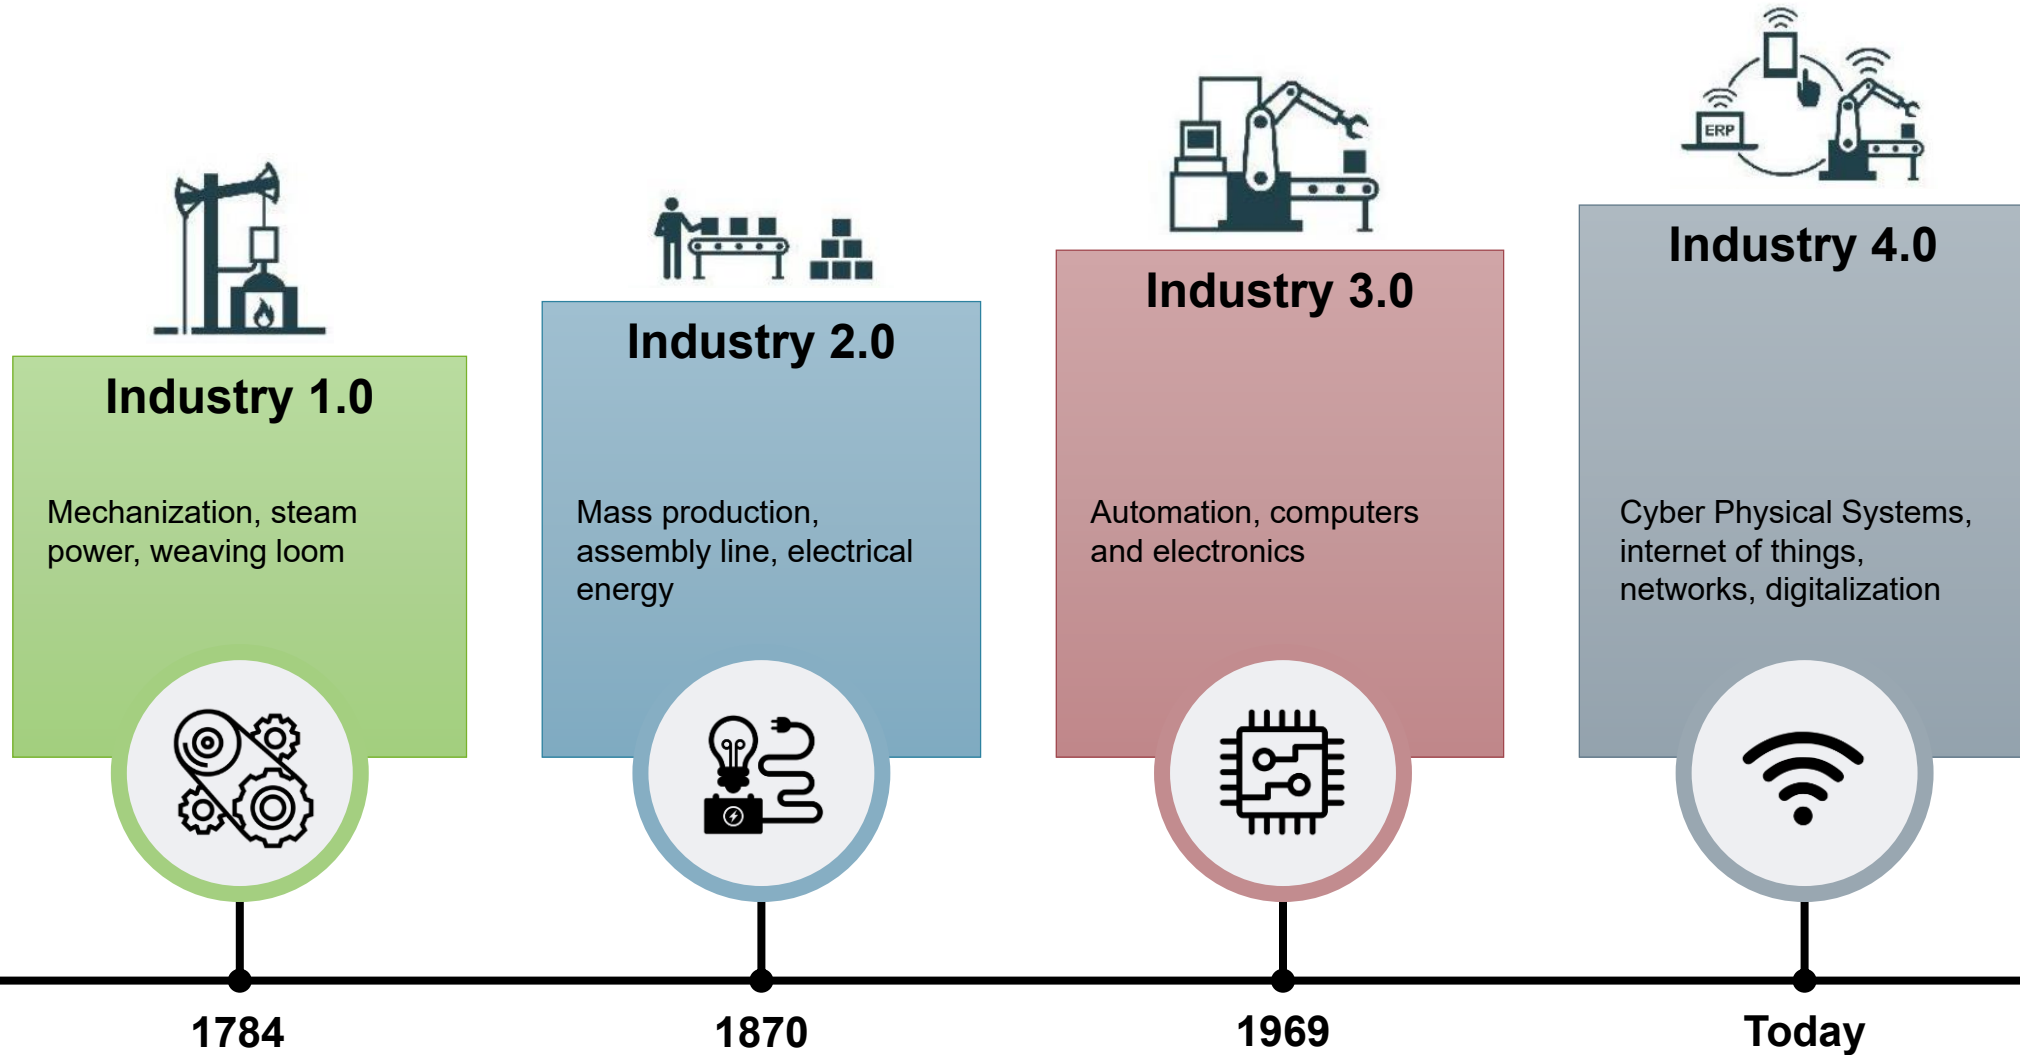 ERP
Industry 1.0
Mechanization, steam
power, weaving loom
1784
Industry 2.0
Mass production,
assembly line, electrical
energy
1870
Industry 3.0
Automation, computers
and electronics
1969
Industry 4.0
Cyber Physical Systems,
internet of things,
networks, digitalization
Today